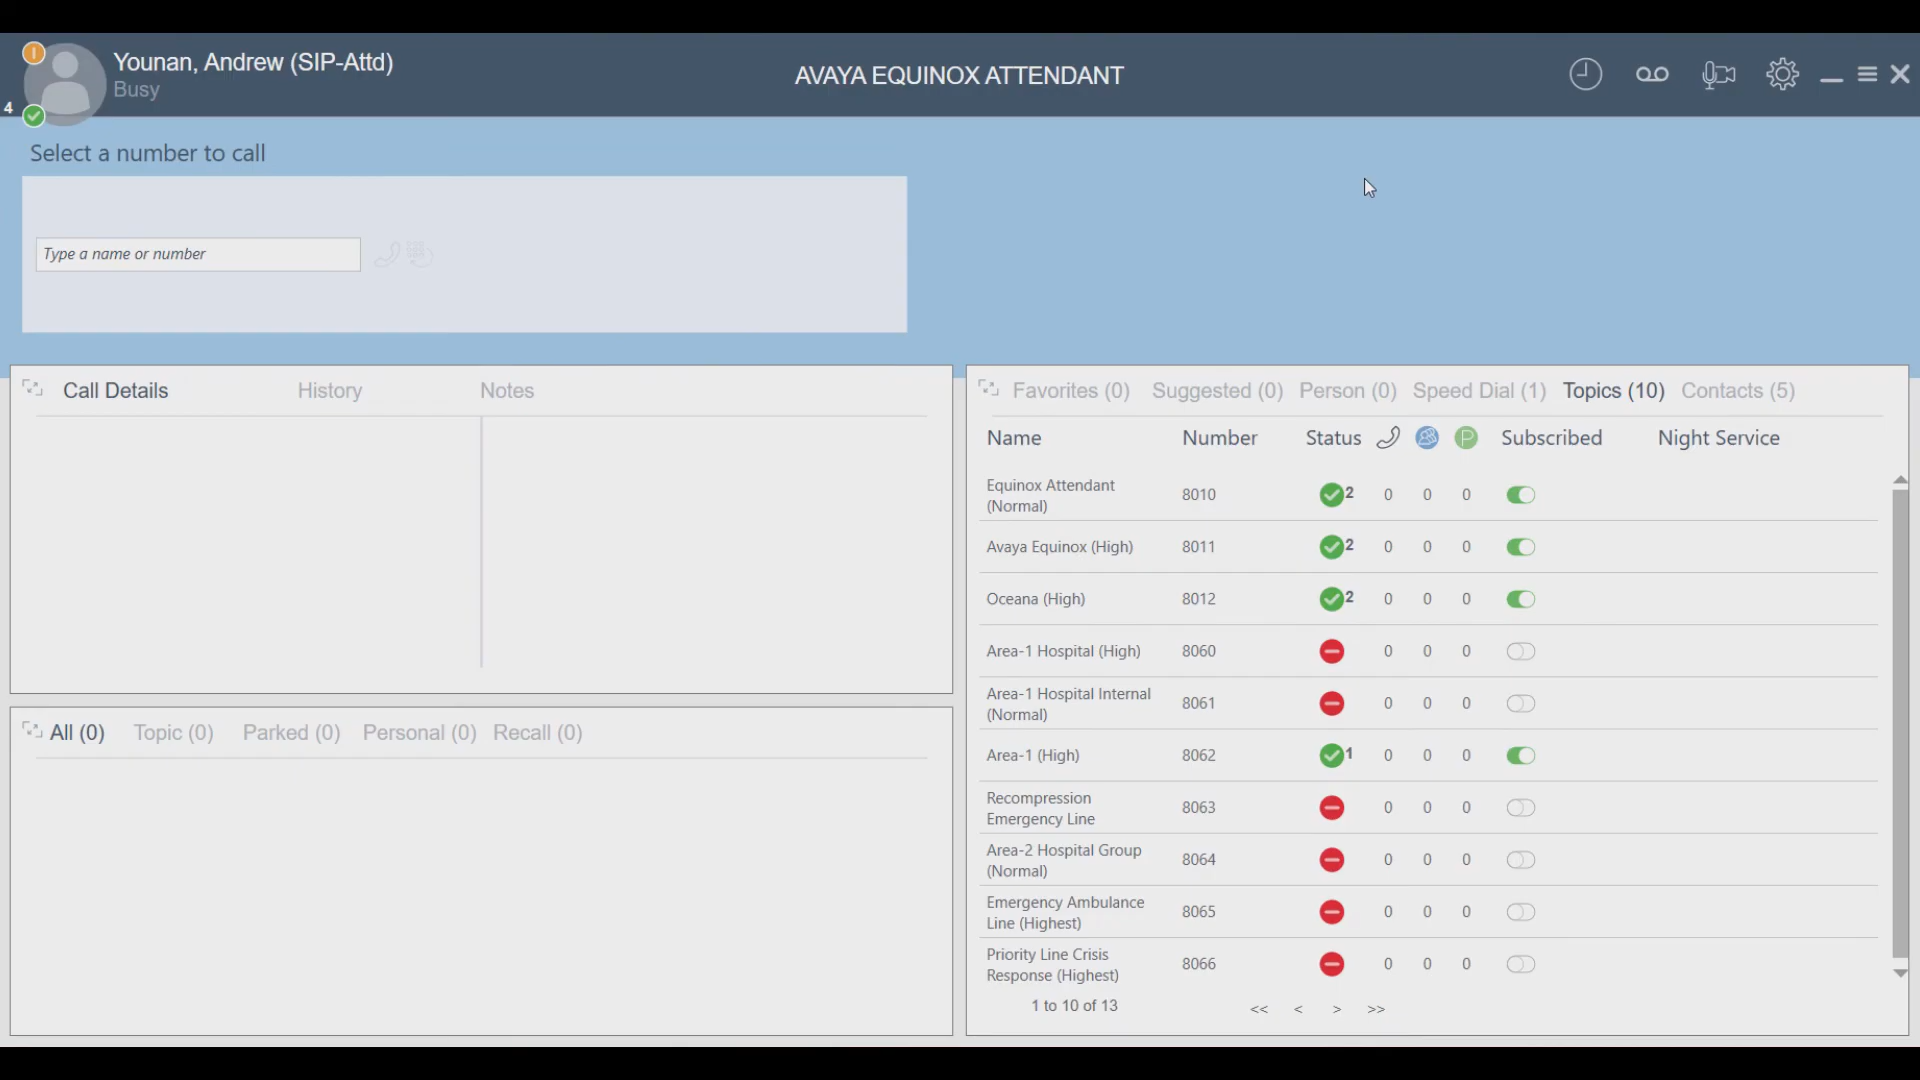 Younan, Andrew (SIP-Attd)
Busy
4
AVAYA EQUINOX ATTENDANT
Select a number to call
Type a name or number
Call Details History Notes
All (0) Topic (0) Parked (0) Personal (0) Recall (0)
Favorites (0) Suggested (0) Person (0) Speed Dial (1) Topics (10) Contacts (5)
Name Number Status P Subscribed Night Service
Equinox Attendant
(Normal) 8010 2 0 0 0
Avaya Equinox (High) 8011 2 0 0 0
Oceana (High) 8012 2 0 0 0
Area-1 Hospital (High) 8060 0 0 0
Area-1 Hospital Internal
(Normal) 8061 0 0 0
Area-1 (High) 8062 1 0 0 0
Recompression
Emergency Line 8063 0 0 0
Area-2 Hospital Group
(Normal) 8064 0 0 0
Emergency Ambulance
Line (Highest) 8065 0 0 0
Priority Line Crisis
Response (Highest) 8066 0 0 0
1 to 10 of 13 << < > >>